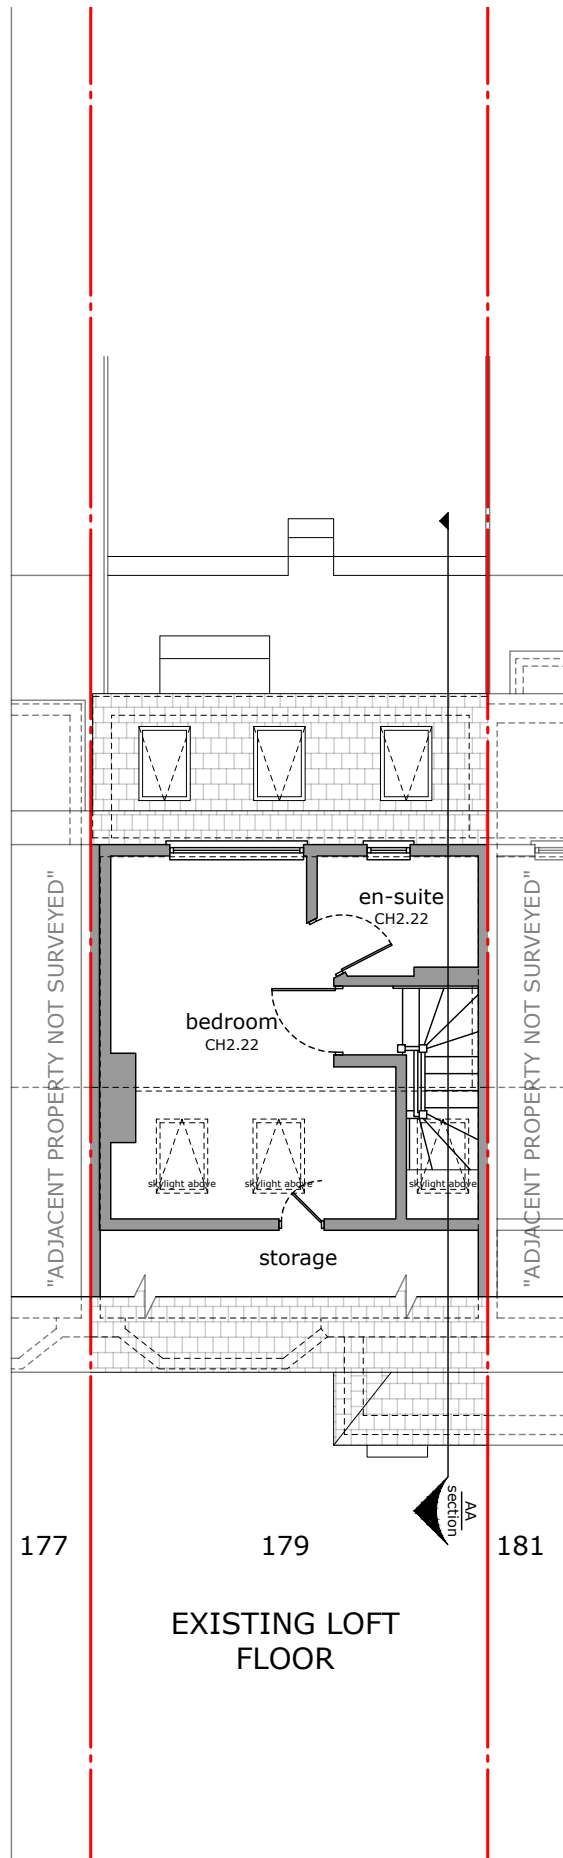 en-suite
CH2.22
"ADJACENT PROPERTY NOT SURVEYED"
"ADJACENT PROPERTY NOT SURVEYED"
bedroom
CH2.22
skylight above
skylight above
skylight above
storage
AA
section
177
179
181
EXISTING LOFT
FLOOR